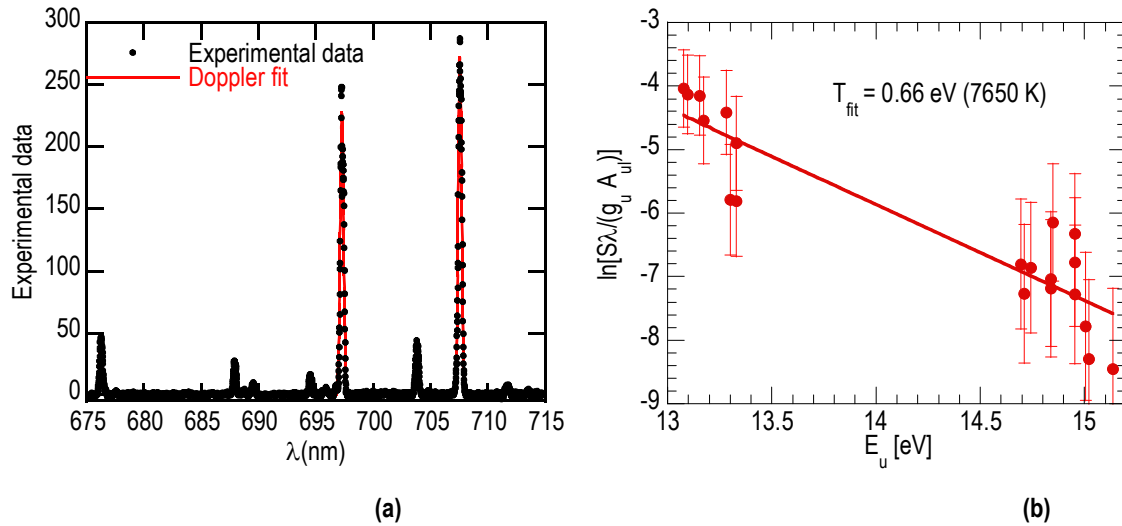 300
250
200
150
100
50
0
Experimental data
Experimental data
Doppler fit
675 680 685 690 695 700 705 710 715
λ(nm)
(a)
-3
-4
-5
-6
-7
-8
-9
ln[Sλ/(g_u A_ul)]
T_fit = 0.66 eV (7650 K)
13 13.5 14 14.5 15
E_u [eV]
(b)